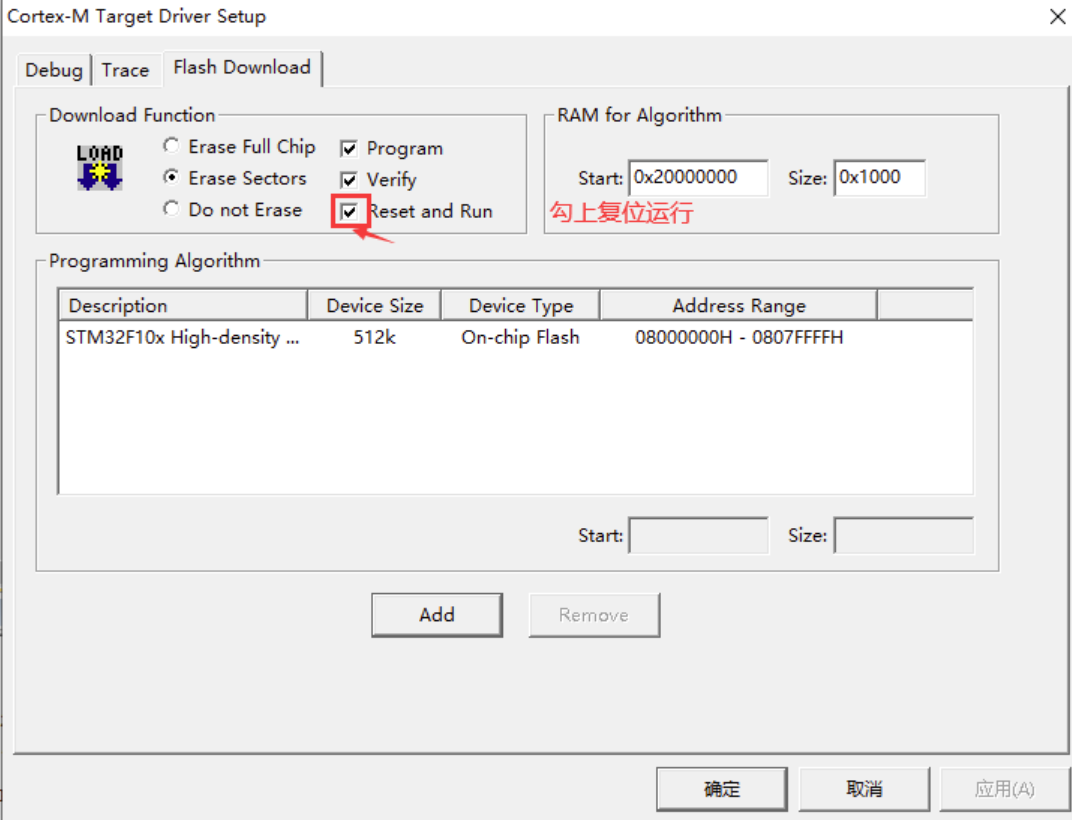 Cortex-M Target Driver Setup
Debug Trace Flash Download
Download Function
LOAD
Erase Full Chip
Program
Erase Sectors
Verify
Do not Erase
Reset and Run
RAM for Algorithm
Start: 0x20000000 Size: 0x1000
勾上复位运行
Programming Algorithm
Description Device Size Device Type Address Range
STM32F10x High-density ... 512k On-chip Flash 08000000H - 0807FFFFH
Start: Size:
Add Remove
确定 取消 应用(A)